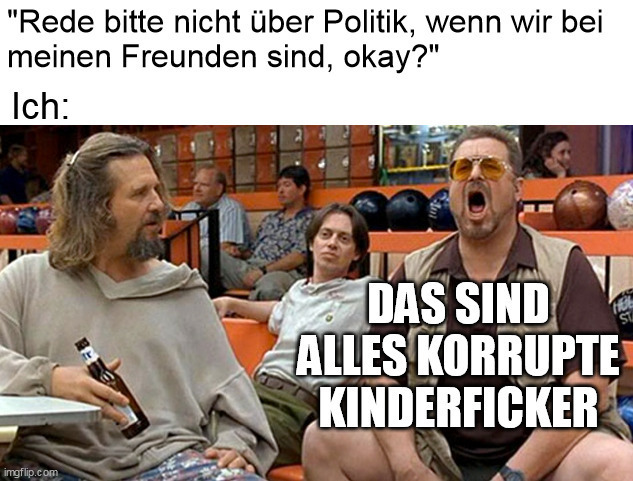 "Rede bitte nicht über Politik, wenn wir bei
meinen Freunden sind, okay?"
Ich:
DAS SIND
ALLES KORRUPTE
KINDERFICKER
imgflip.com